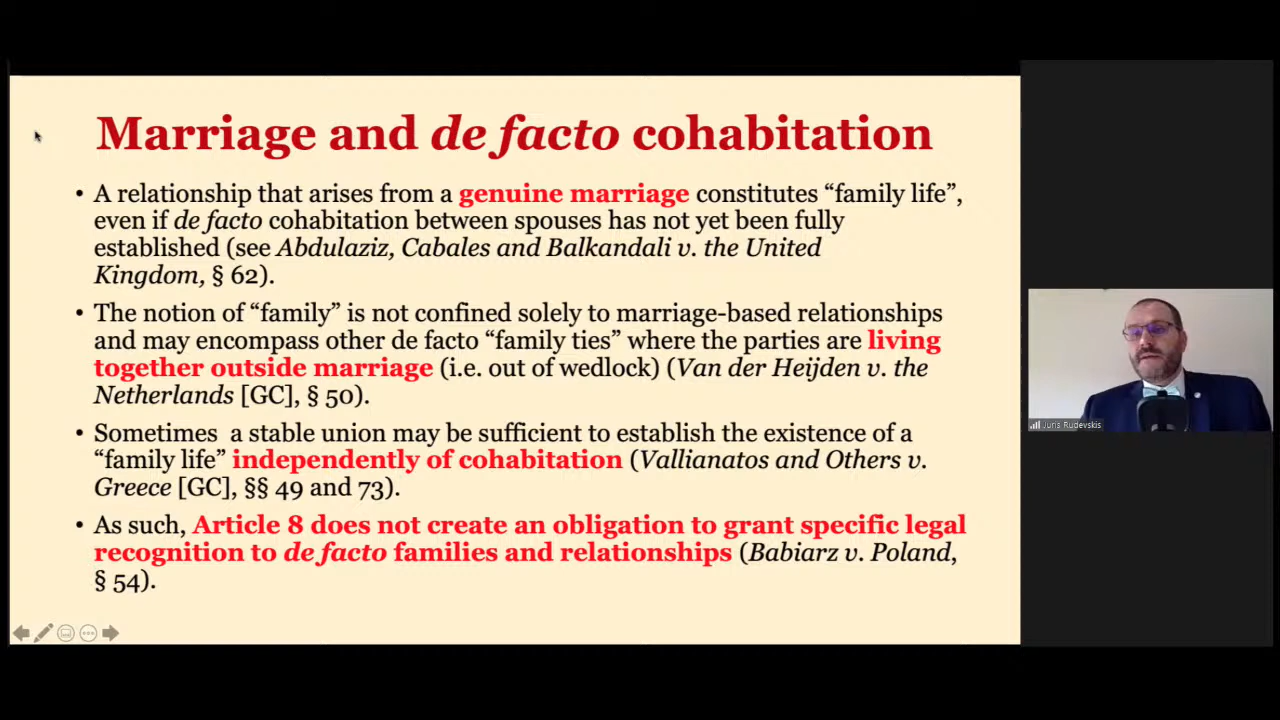 Marriage and de facto cohabitation
• A relationship that arises from a genuine marriage constitutes “family life”,
even if de facto cohabitation between spouses has not yet been fully
established (see Abdulaziz, Cabales and Balkandali v. the United
Kingdom, § 62).
• The notion of “family” is not confined solely to marriage-based relationships
and may encompass other de facto “family ties” where the parties are living
together outside marriage (i.e. out of wedlock) (Van der Heijden v. the
Netherlands [GC], § 50).
• Sometimes a stable union may be sufficient to establish the existence of a
“family life” independently of cohabitation (Vallianatos and Others v.
Greece [GC], §§ 49 and 73).
• As such, Article 8 does not create an obligation to grant specific legal
recognition to de facto families and relationships (Babiarz v. Poland,
§ 54).
Juris Rudevskis